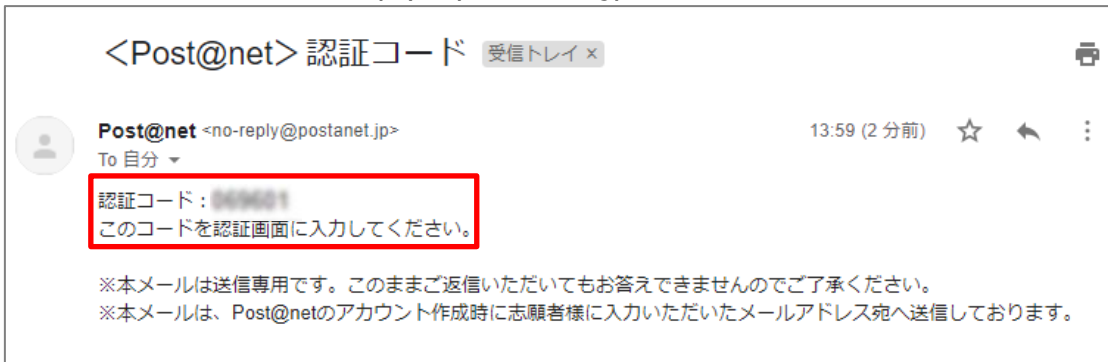 <Post@net>認証コード 受信トレイ ×
Post@net <no-reply@postanet.jp> 13:59 (2 分前)
To 自分
認証コード:
このコードを認証画面に入力してください。
※本メールは送信専用です。このままご返信いただいてもお答えできませんのでご了承ください。
※本メールは、Post@netのアカウント作成時に志願者様に入力いただいたメールアドレス宛へ送信しております。